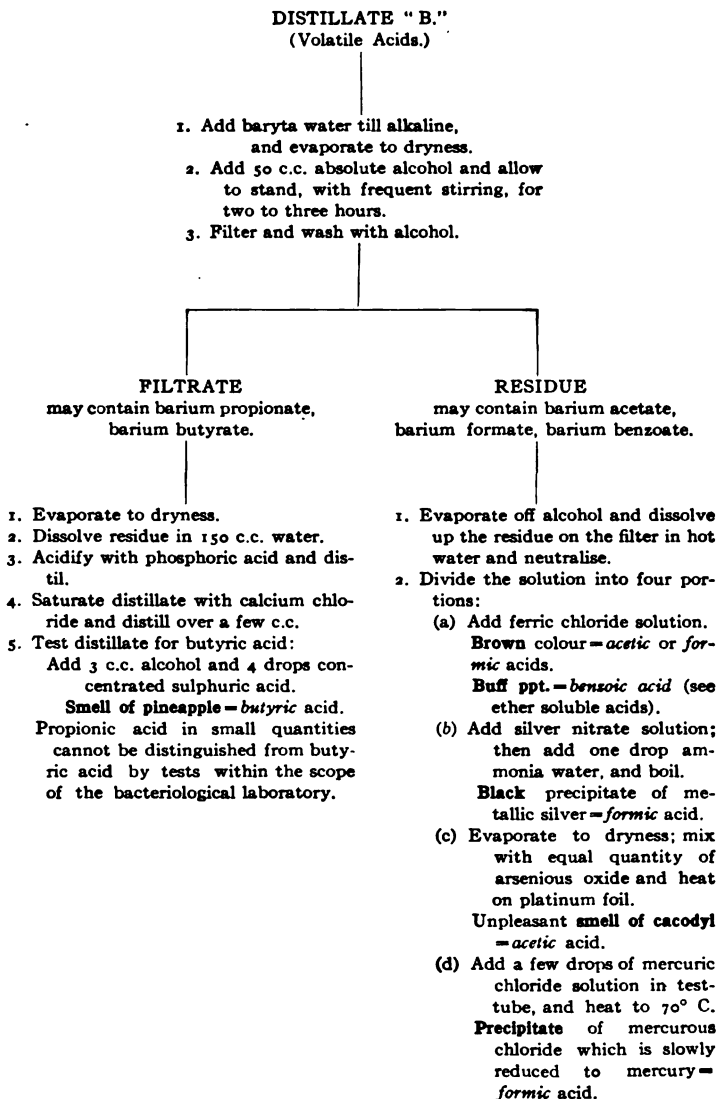 DISTILLATE "B."
(Volatile Acids.)
1. Add baryta water till alkaline,
and evaporate to dryness.
2. Add 50 c.c. absolute alcohol and allow
to stand, with frequent stirring, for
two to three hours.
3. Filter and wash with alcohol.
FILTRATE
may contain barium propionate,
barium butyrate.
1. Evaporate to dryness.
2. Dissolve residue in 150 c.c. water.
3. Acidify with phosphoric acid and dis-
til.
4. Saturate distillate with calcium chlo-
ride and distill over a few c.c.
5. Test distillate for butyric acid:
Add 3 c.c. alcohol and 4 drops con-
centrated sulphuric acid.
Smell of pineapple = butyric acid.
Propionic acid in small quantities
cannot be distinguished from buty-
ric acid by tests within the scope
of the bacteriological laboratory.
RESIDUE
may contain barium acetate,
barium formate, barium benzoate.
1. Evaporate off alcohol and dissolve
up the residue on the filter in hot
water and neutralise.
2. Divide the solution into four por-
tions:
(a) Add ferric chloride solution.
Brown colour = acetic or for-
mic acids.
Buff ppt. = benzoic acid (see
ether soluble acids).
(b) Add silver nitrate solution;
then add one drop am-
monia water, and boil.
Black precipitate of me-
tallic silver = formic acid.
(c) Evaporate to dryness; mix
with equal quantity of
arsenious oxide and heat
on platinum foil.
Unpleasant smell of cacodyl
= acetic acid.
(d) Add a few drops of mercuric
chloride solution in test-
tube, and heat to 70° C.
Precipitate of mercurous
chloride which is slowly
reduced to mercury =
formic acid.